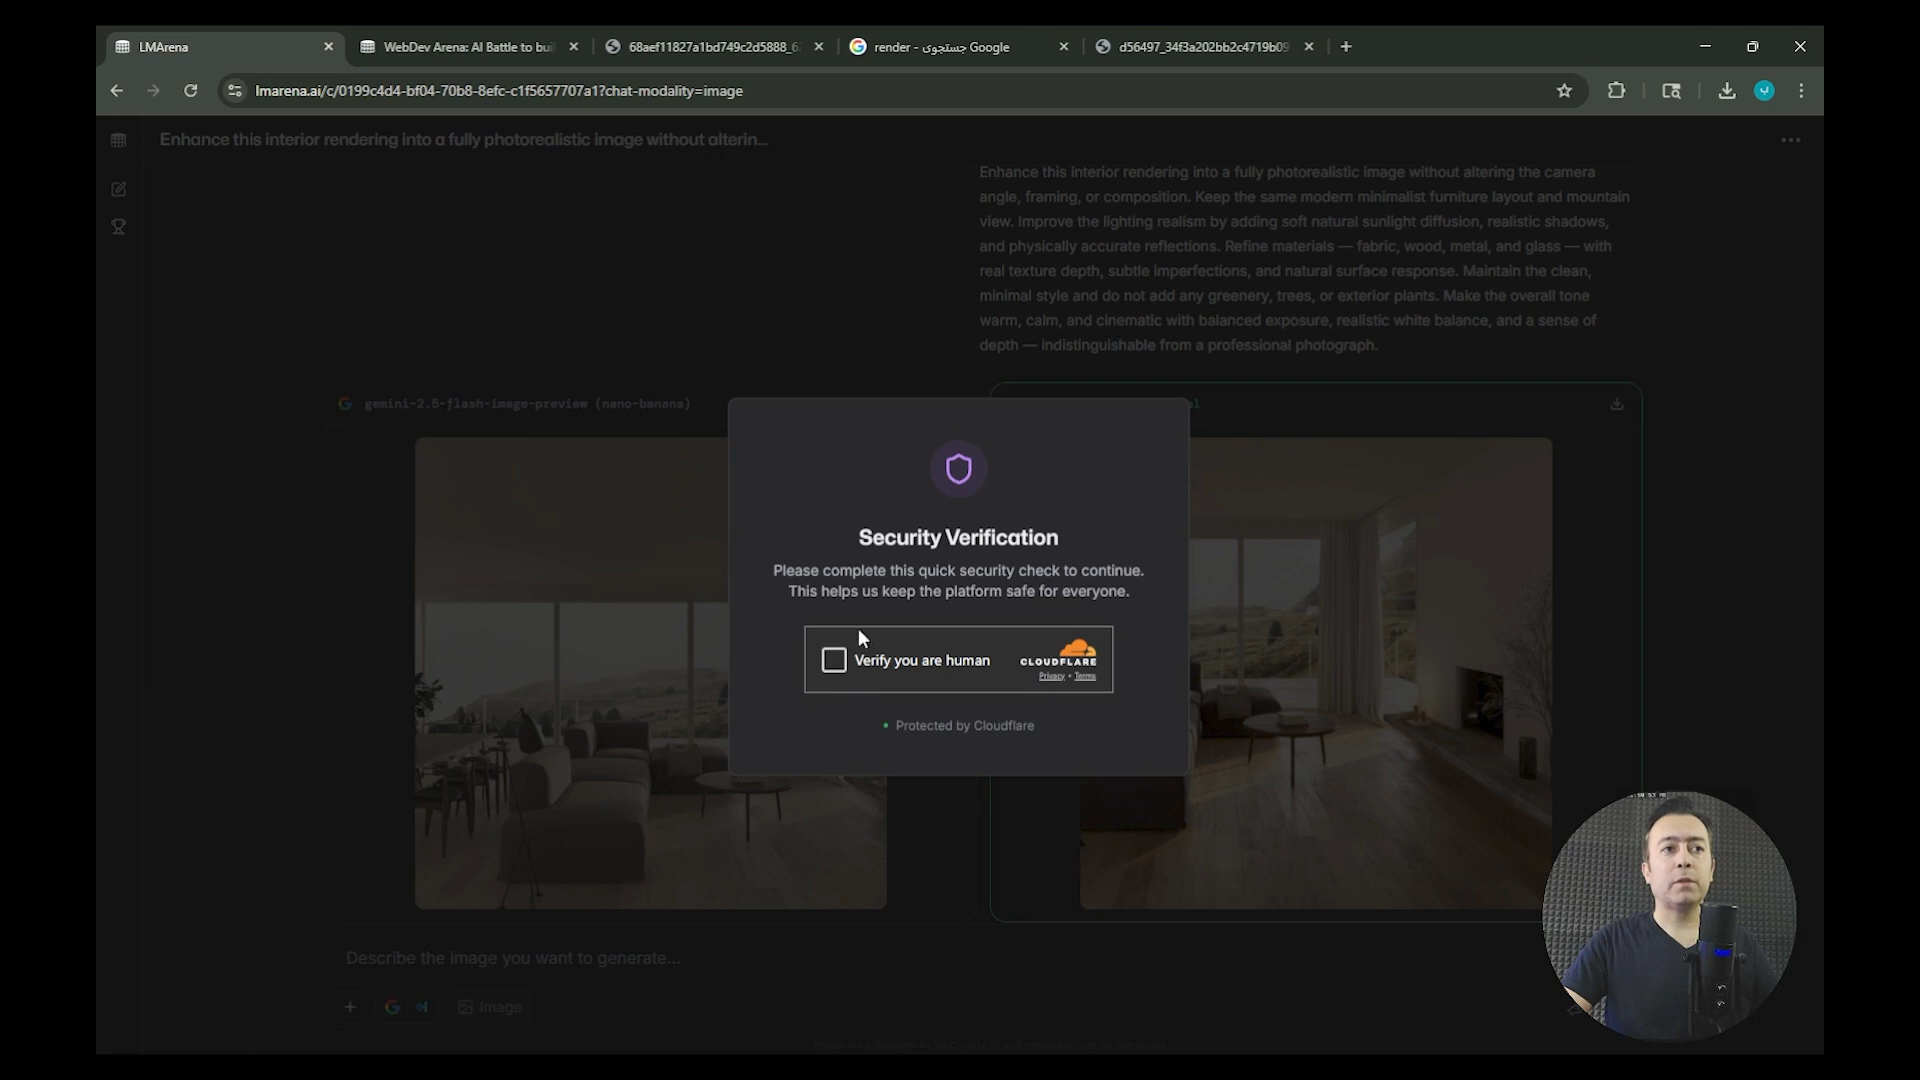 LMArena
WebDev Arena: AI Battle to bui
68aef11827a1bd749c2d5888_6
render - جستجوی Google
d56497_34f3a202bb2c4719b09
lmarena.ai/c/0199c4d4-bf04-70b8-8efc-c1f5657707a1?chat-modality=image
Enhance this interior rendering into a fully photorealistic image without alterin...
Enhance this interior rendering into a fully photorealistic image without altering the camera
angle, framing, or composition. Keep the same modern minimalist furniture layout and mountain
view. Improve the lighting realism by adding soft natural sunlight diffusion, realistic shadows,
and physically accurate reflections. Refine materials — fabric, wood, metal, and glass — with
real texture depth, subtle imperfections, and natural surface response. Maintain the clean,
minimal style and do not add any greenery, trees, or exterior plants. Make the overall tone
warm, calm, and cinematic with balanced exposure, realistic white balance, and a sense of
depth — indistinguishable from a professional photograph.
gemini-2.5-flash-image-preview (nano-banana)
Security Verification
Please complete this quick security check to continue.
This helps us keep the platform safe for everyone.
Verify you are human
CLOUDFLARE
Privacy • Terms
Protected by Cloudflare
Describe the image you want to generate...
Image